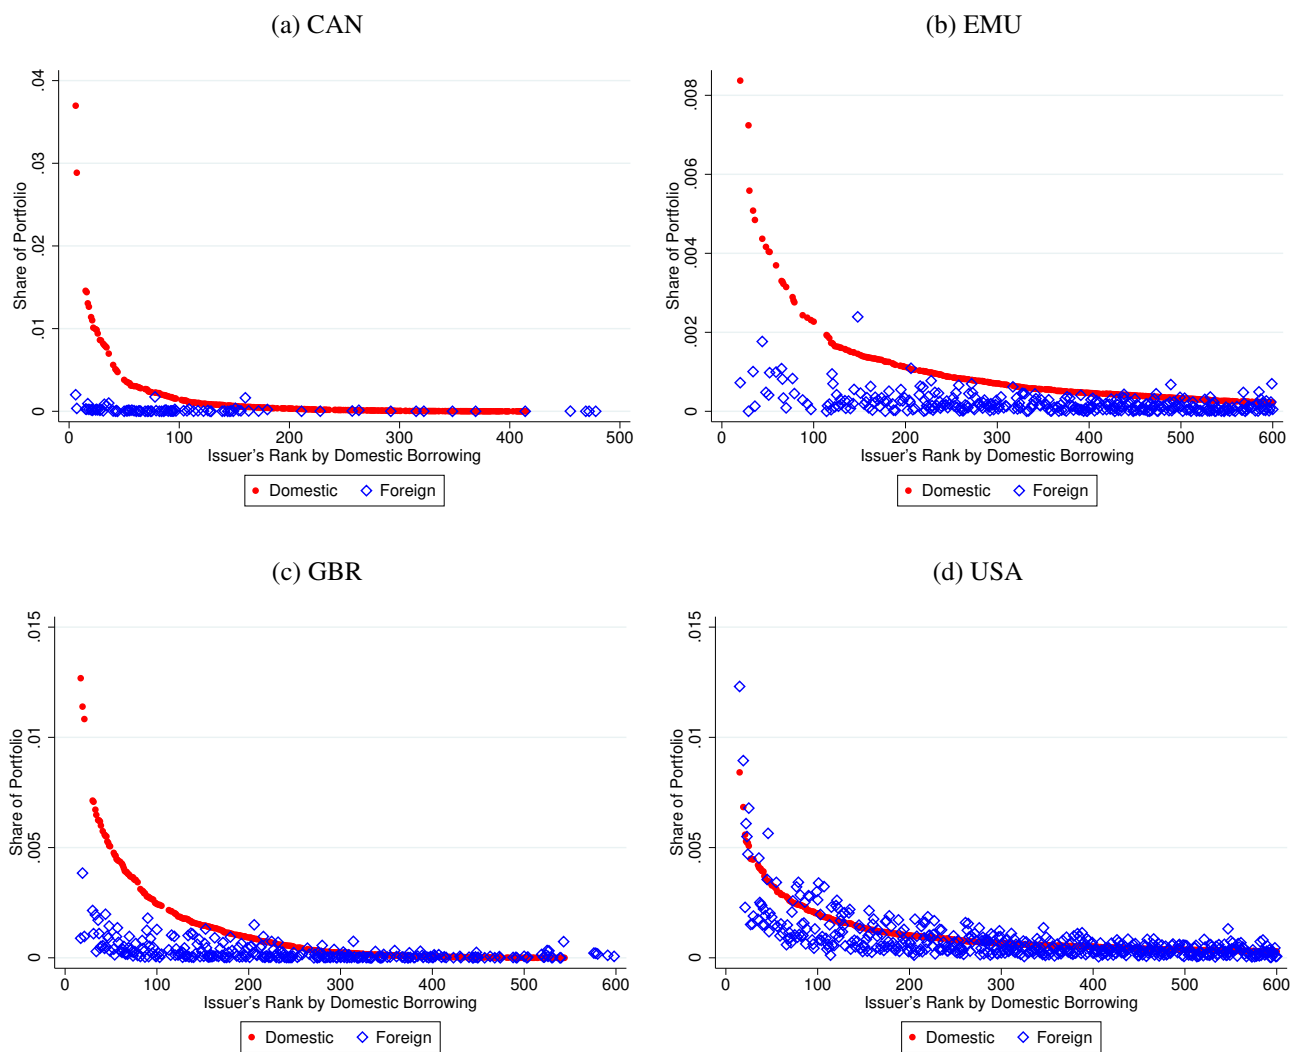 (a) CAN
Share of Portfolio
.04
.03
.02
.01
0
0 100 200 300 400 500
Issuer's Rank by Domestic Borrowing
Domestic Foreign
(b) EMU
Share of Portfolio
.008
.006
.004
.002
0
0 100 200 300 400 500 600
Issuer's Rank by Domestic Borrowing
Domestic Foreign
(c) GBR
Share of Portfolio
.015
.01
.005
0
0 100 200 300 400 500 600
Issuer's Rank by Domestic Borrowing
Domestic Foreign
(d) USA
Share of Portfolio
.015
.01
.005
0
0 100 200 300 400 500 600
Issuer's Rank by Domestic Borrowing
Domestic Foreign